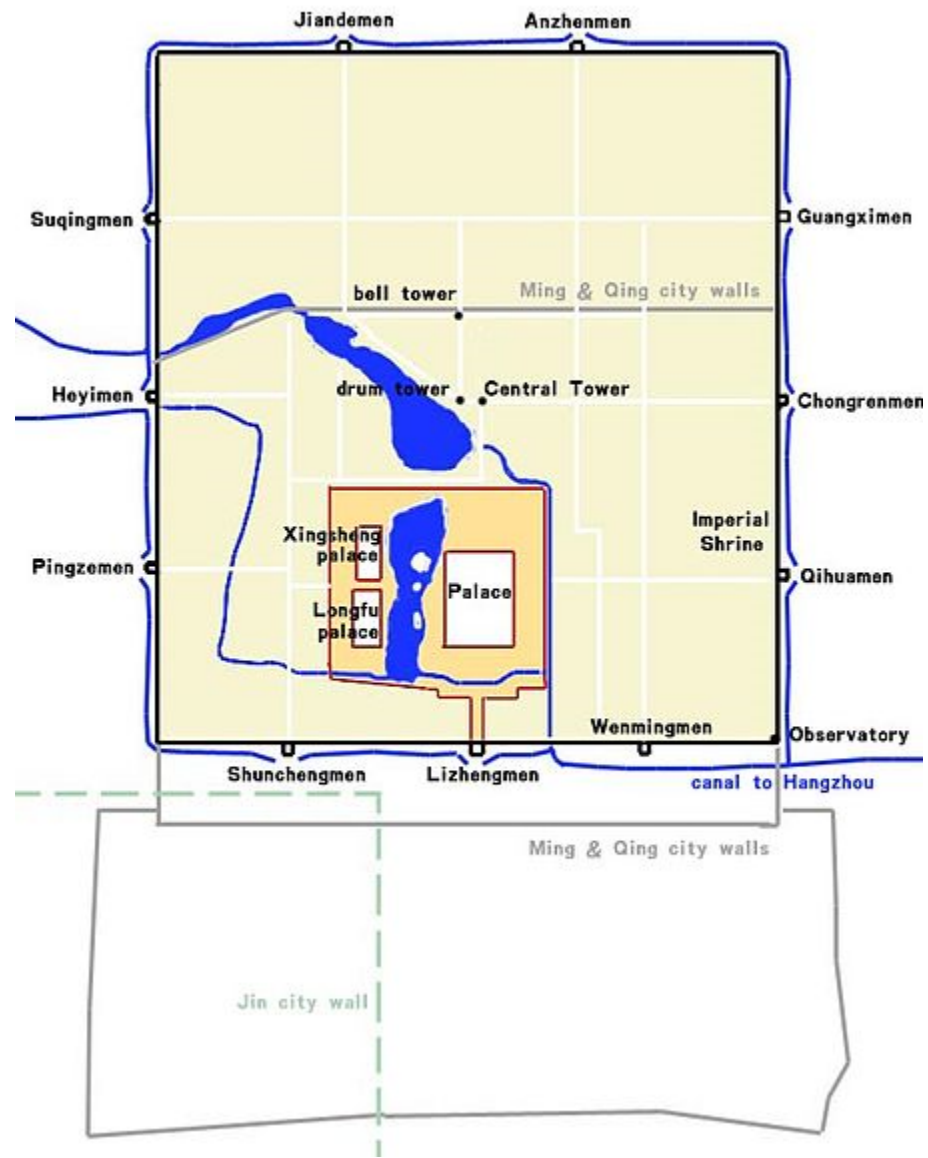 Jiandemen
Anzhenmen
Suqingmen
Guangximen
bell tower
Ming & Qing city walls
Heyimen
drum tower
Central Tower
Chongrenmen
Imperial
Shrine
Xingsheng
palace
Pingzemen
Qihuamen
Palace
Longfu
palace
Wenmingmen
Observatory
Shunchengmen
Lizhengmen
canal to Hangzhou
Ming & Qing city walls
Jin city wall